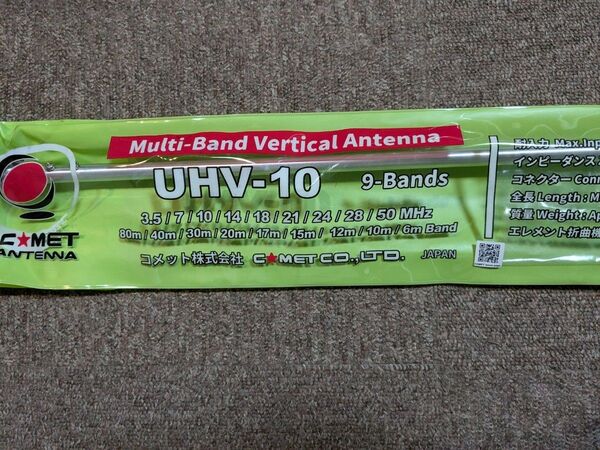 Multi-Band Vertical Antenna
UHV-10 9-Bands
3.5 / 7 / 10 / 14 / 18 / 21 / 24 / 28 / 50 MHz
80m / 40m / 30m / 20m / 17m / 15m / 12m / 10m / 6m Band
コメット株式会社 C★MET CO., LTD. JAPAN
C★MET
ANTENNA
耐入力 Max.Inp
インピーダンス
コネクター Conn
全長 Length : M
質量 Weight : Ap
エレメント折曲機